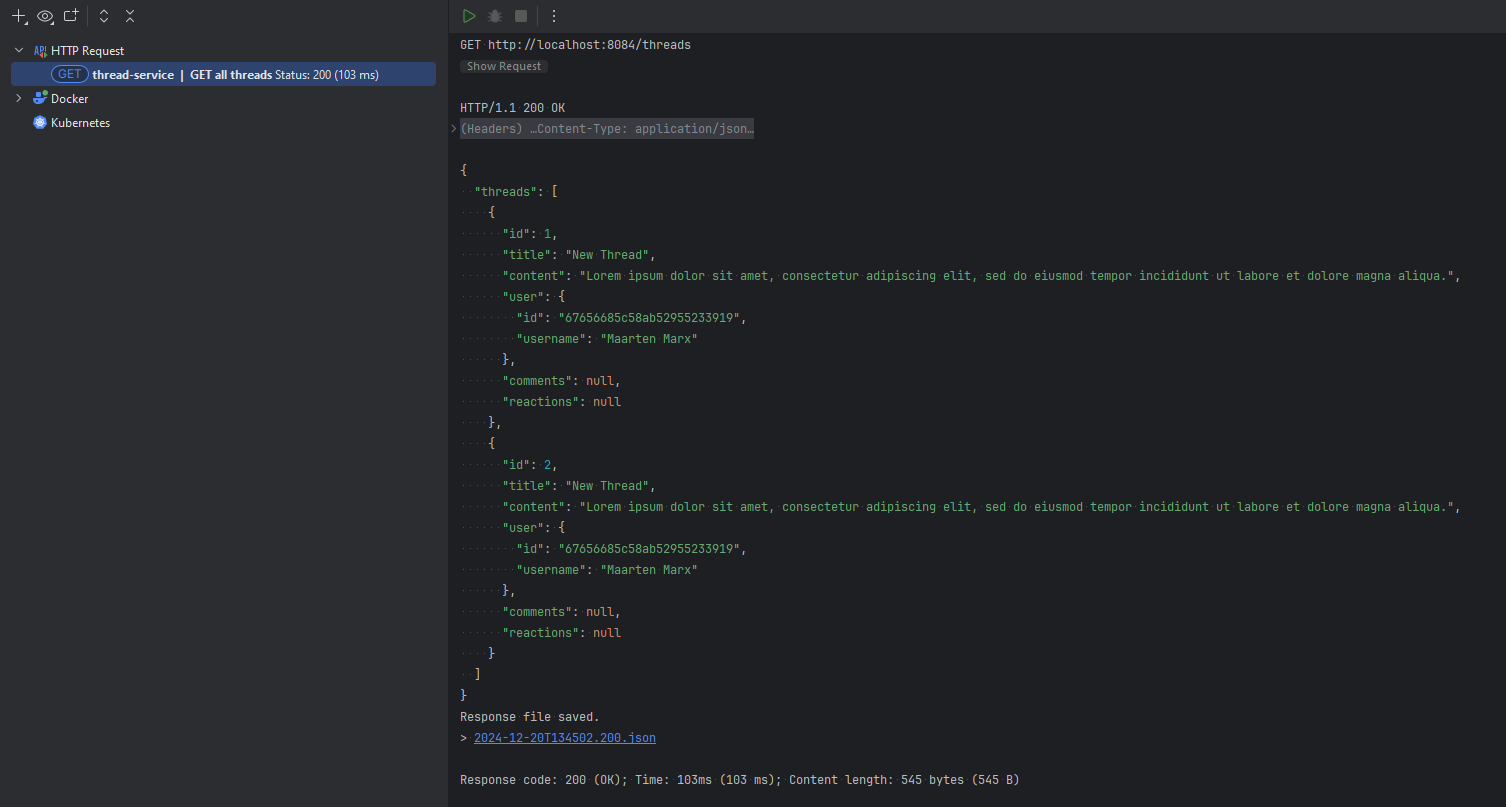 HTTP Request
GET thread-service | GET all threads Status: 200 (103 ms)
Docker
Kubernetes
GET http://localhost:8084/threads
Show Request
HTTP/1.1 200 OK
(Headers) …Content-Type: application/json…
{
  "threads": [
    {
      "id": 1,
      "title": "New Thread",
      "content": "Lorem ipsum dolor sit amet, consectetur adipiscing elit, sed do eiusmod tempor incididunt ut labore et dolore magna aliqua.",
      "user": {
        "id": "67656685c58ab52955233919",
        "username": "Maarten Marx"
      },
      "comments": null,
      "reactions": null
    },
    {
      "id": 2,
      "title": "New Thread",
      "content": "Lorem ipsum dolor sit amet, consectetur adipiscing elit, sed do eiusmod tempor incididunt ut labore et dolore magna aliqua.",
      "user": {
        "id": "67656685c58ab52955233919",
        "username": "Maarten Marx"
      },
      "comments": null,
      "reactions": null
    }
  ]
}
Response file saved.
> 2024-12-20T134502.200.json
Response code: 200 (OK); Time: 103ms (103 ms); Content length: 545 bytes (545 B)